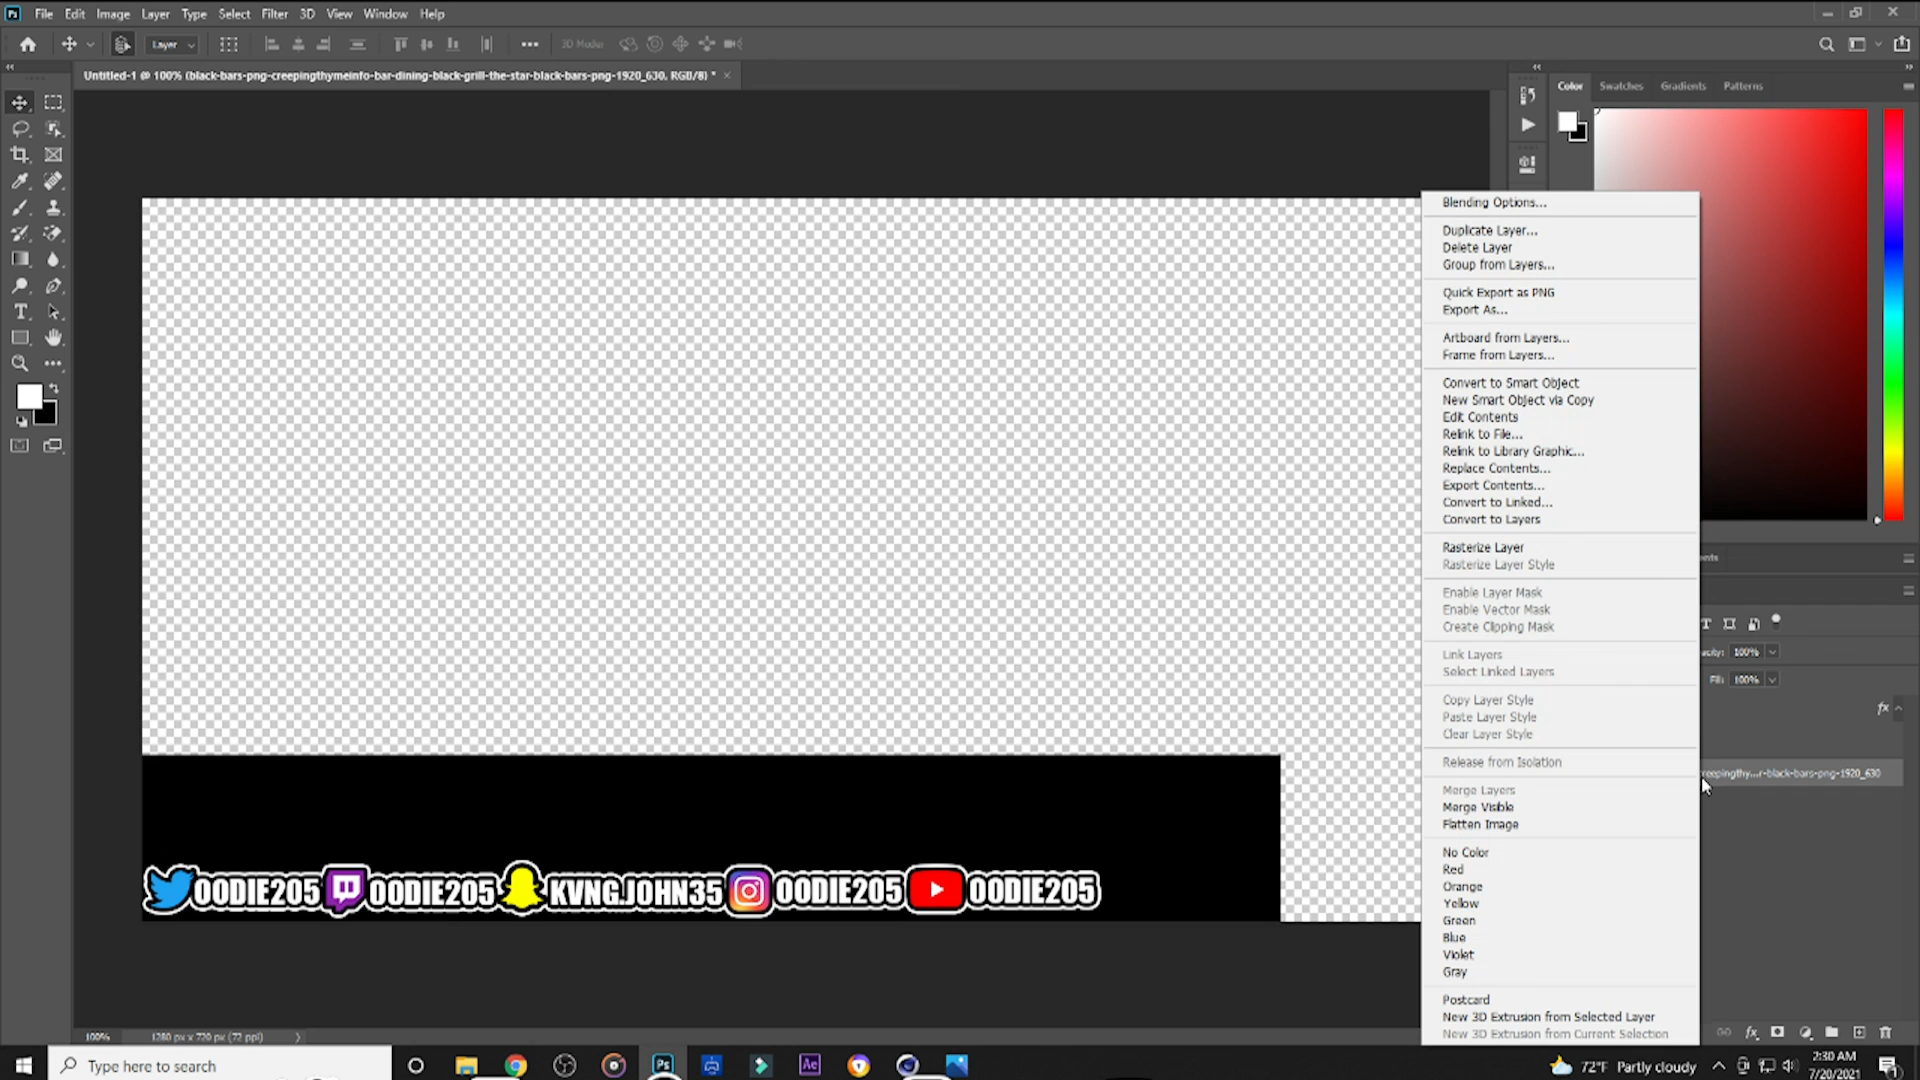 File Edit Image Layer Type Select Filter 3D View Window Help
Layer 3D Mode:
Untitled-1 @ 100% (black-bars-png-creepingthymeinfo-bar-dining-black-grill-the-star-black-bars-png-1920_630, RGB/8) *
Color Swatches Gradients Patterns
Blending Options...
Duplicate Layer...
Delete Layer
Group from Layers...
Quick Export as PNG
Export As...
Artboard from Layers...
Frame from Layers...
Convert to Smart Object
New Smart Object via Copy
Edit Contents
Relink to File...
Relink to Library Graphic...
Replace Contents...
Export Contents...
Convert to Linked...
Convert to Layers
Rasterize Layer
Rasterize Layer Style
Enable Layer Mask
Enable Vector Mask
Create Clipping Mask
Link Layers
Select Linked Layers
Copy Layer Style
Paste Layer Style
Clear Layer Style
Release from Isolation
Merge Layers
Merge Visible
Flatten Image
No Color
Red
Orange
Yellow
Green
Blue
Violet
Gray
Postcard
New 3D Extrusion from Selected Layer
New 3D Extrusion from Current Selection
100%
Fill: 100%
fx
creepingthy...r-black-bars-png-1920_630
OODIE205 OODIE205 KVNG.JOHN35 OODIE205 OODIE205
100% 1280 px x 720 px (72 ppi)
Type here to search
Ps Ae
72°F Partly cloudy
2:30 AM
7/20/2021